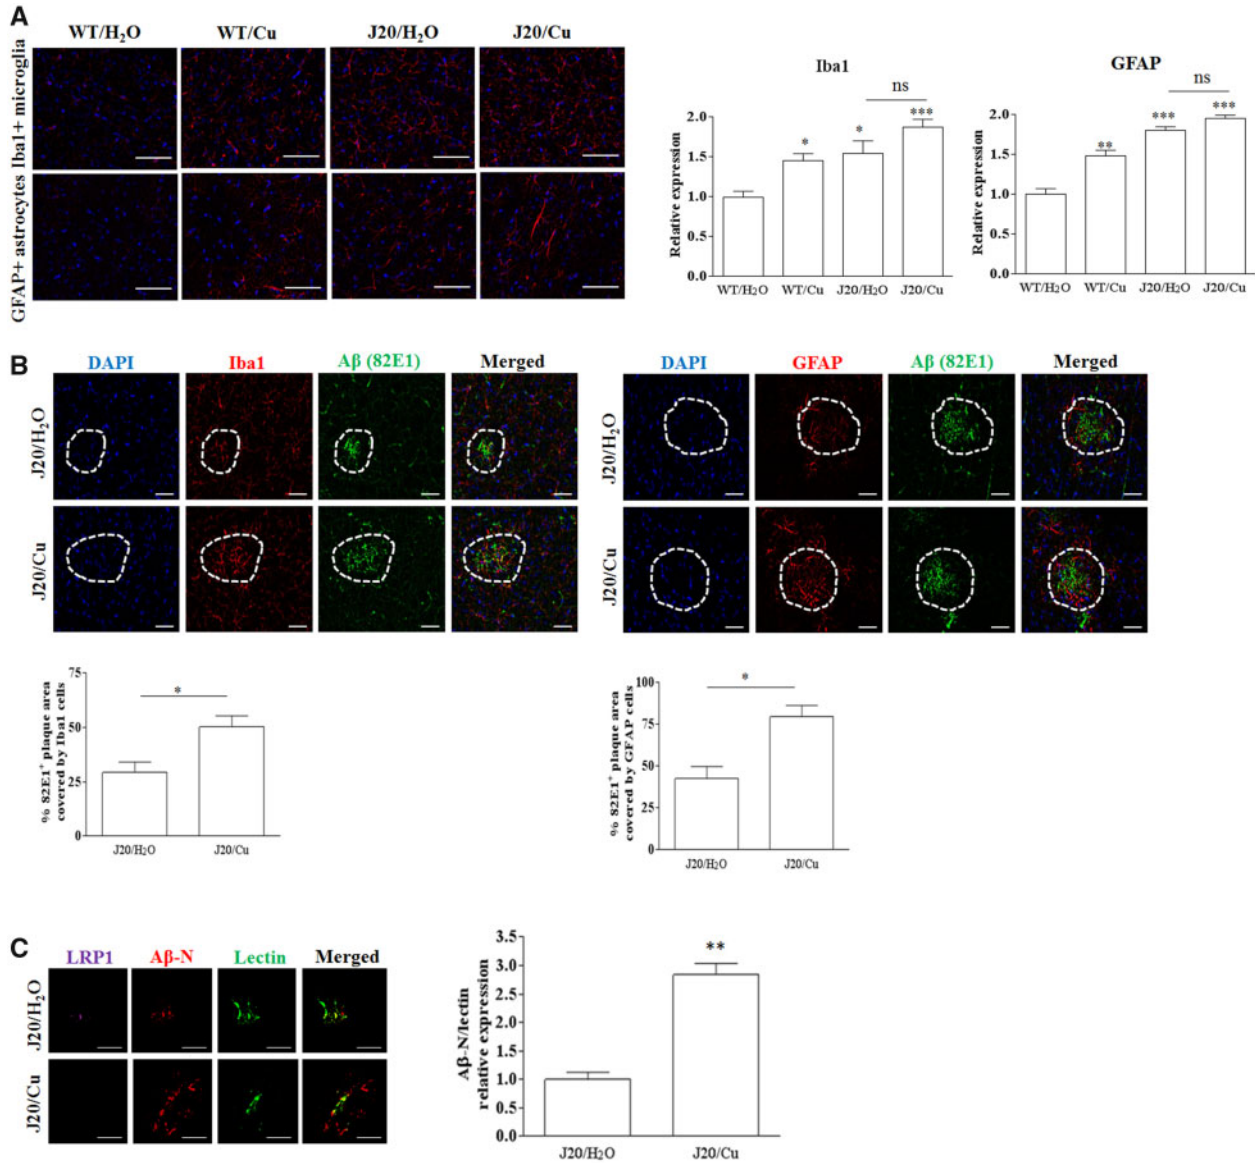 A
WT/H₂O WT/Cu J20/H₂O J20/Cu
Iba1+ microglia
GFAP+ astrocytes
Iba1
ns
* * ***
Relative expression
2.0
1.5
1.0
0.5
0.0
WT/H₂O WT/Cu J20/H₂O J20/Cu
GFAP
ns
** *** ***
Relative expression
2.0
1.5
1.0
0.5
0.0
WT/H₂O WT/Cu J20/H₂O J20/Cu
B
DAPI Iba1 Aβ (82E1) Merged
J20/H₂O
J20/Cu
DAPI GFAP Aβ (82E1) Merged
J20/H₂O
J20/Cu
% 82E1⁺ plaque area
covered by Iba1 cells
75
50
25
0
*
J20/H₂O J20/Cu
% 82E1⁺ plaque area
covered by GFAP cells
100
75
50
25
0
*
J20/H₂O J20/Cu
C
LRP1 Aβ-N Lectin Merged
J20/H₂O
J20/Cu
Aβ-N/lectin
relative expression
3.5
3.0
2.5
2.0
1.5
1.0
0.5
0.0
**
J20/H₂O J20/Cu